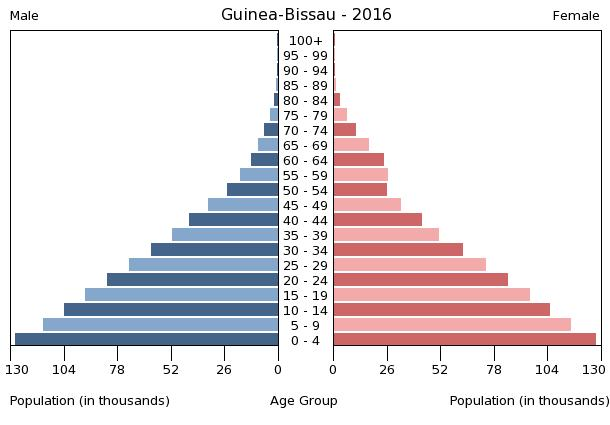 Guinea-Bissau - 2016
Male
Female
100+
95 - 99
90 - 94
85 - 89
80 - 84
75 - 79
70 - 74
65 - 69
60 - 64
55 - 59
50 - 54
45 - 49
40 - 44
35 - 39
30 - 34
25 - 29
20 - 24
15 - 19
10 - 14
5 - 9
0 - 4
130 104 78 52 26 0 0 26 52 78 104 130
Population (in thousands) Age Group Population (in thousands)